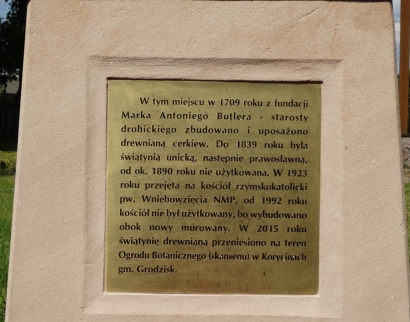 W tym miejscu w 1709 roku z fundacji
Marka Antoniego Butlera - starosty
drohickiego zbudowano i uposażono
drewnianą cerkiew. Do 1839 roku była
świątynią unicką, następnie prawosławną,
od ok. 1890 roku nie użytkowana. W 1923
roku przejęta na kościół rzymskokatolicki
pw. Wniebowzięcia NMP, od 1992 roku
kościół nie był użytkowany, bo wybudowano
obok nowy murowany. W 2015 roku
świątynię drewnianą przeniesiono na teren
Ogrodu Botanicznego (skansenu) w Korycinach
gm. Grodzisk.